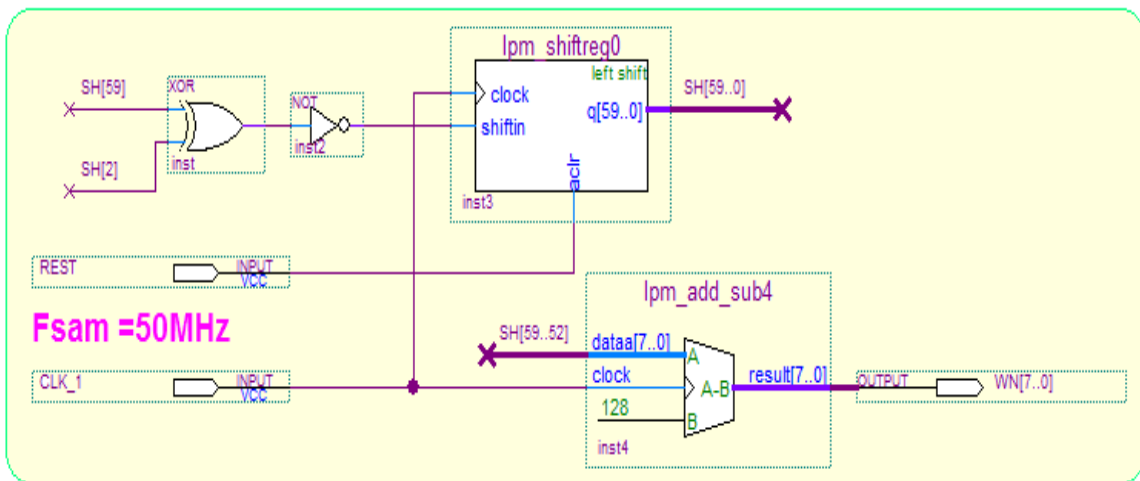 lpm_shiftreg0
left shift
SH[59]
XOR
NOT
clock
SH[59..0]
q[59..0]
shiftin
inst2
SH[2]
inst
aclr
inst3
REST
INPUT
VCC
lpm_add_sub4
Fsam =50MHz
SH[59..52]
dataa[7..0]
A
CLK_1
INPUT
VCC
clock
A-B
result[7..0]
OUTPUT
WN[7..0]
128
B
inst4